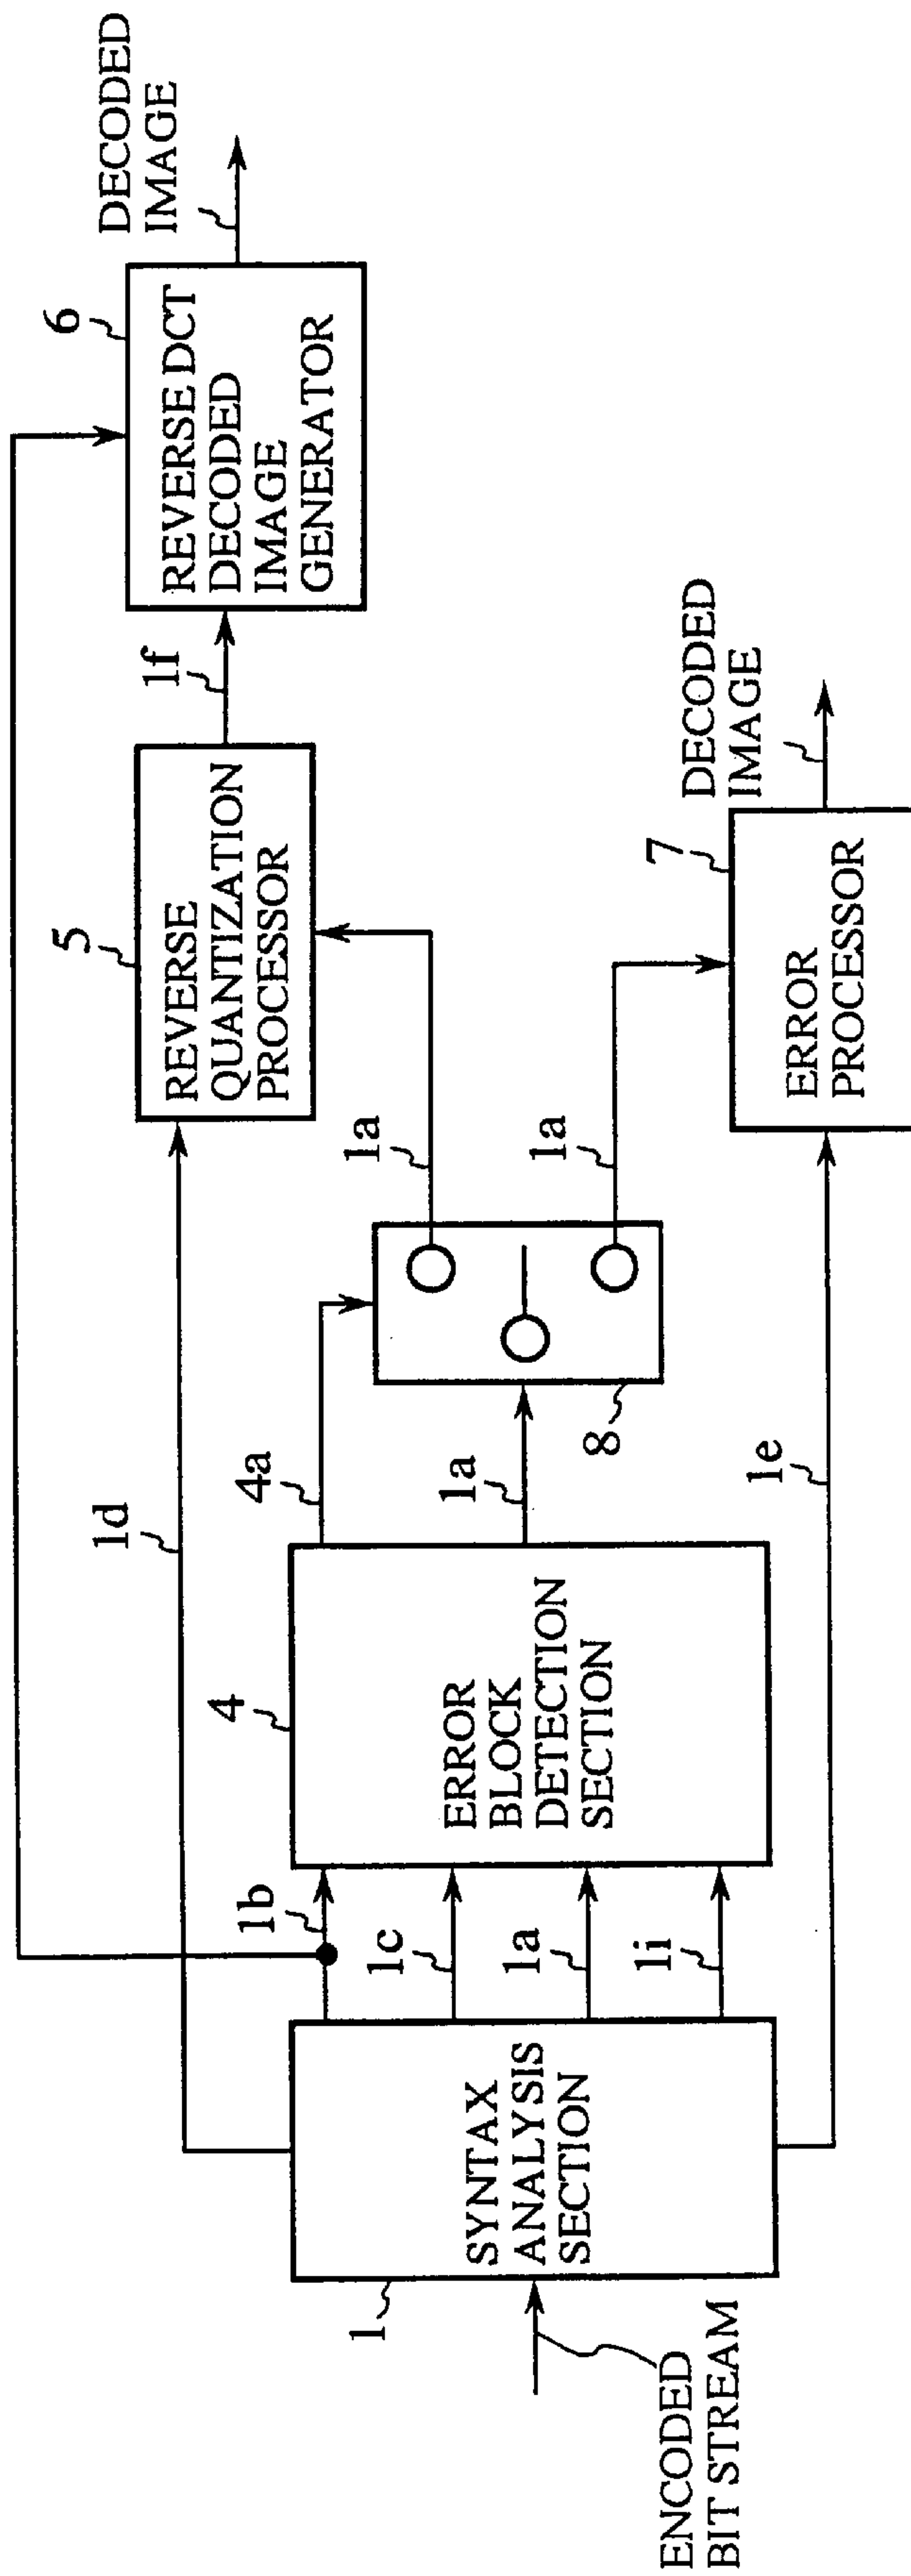 ENCODED
BIT STREAM
1
SYNTAX
ANALYSIS
SECTION
1b
1c
1a
1i
1d
1e
4
ERROR
BLOCK
DETECTION
SECTION
4a
1a
8
1a
1a
5
REVERSE
QUANTIZATION
PROCESSOR
1f
6
REVERSE DCT
DECODED
IMAGE
GENERATOR
DECODED
IMAGE
7
ERROR
PROCESSOR
DECODED
IMAGE